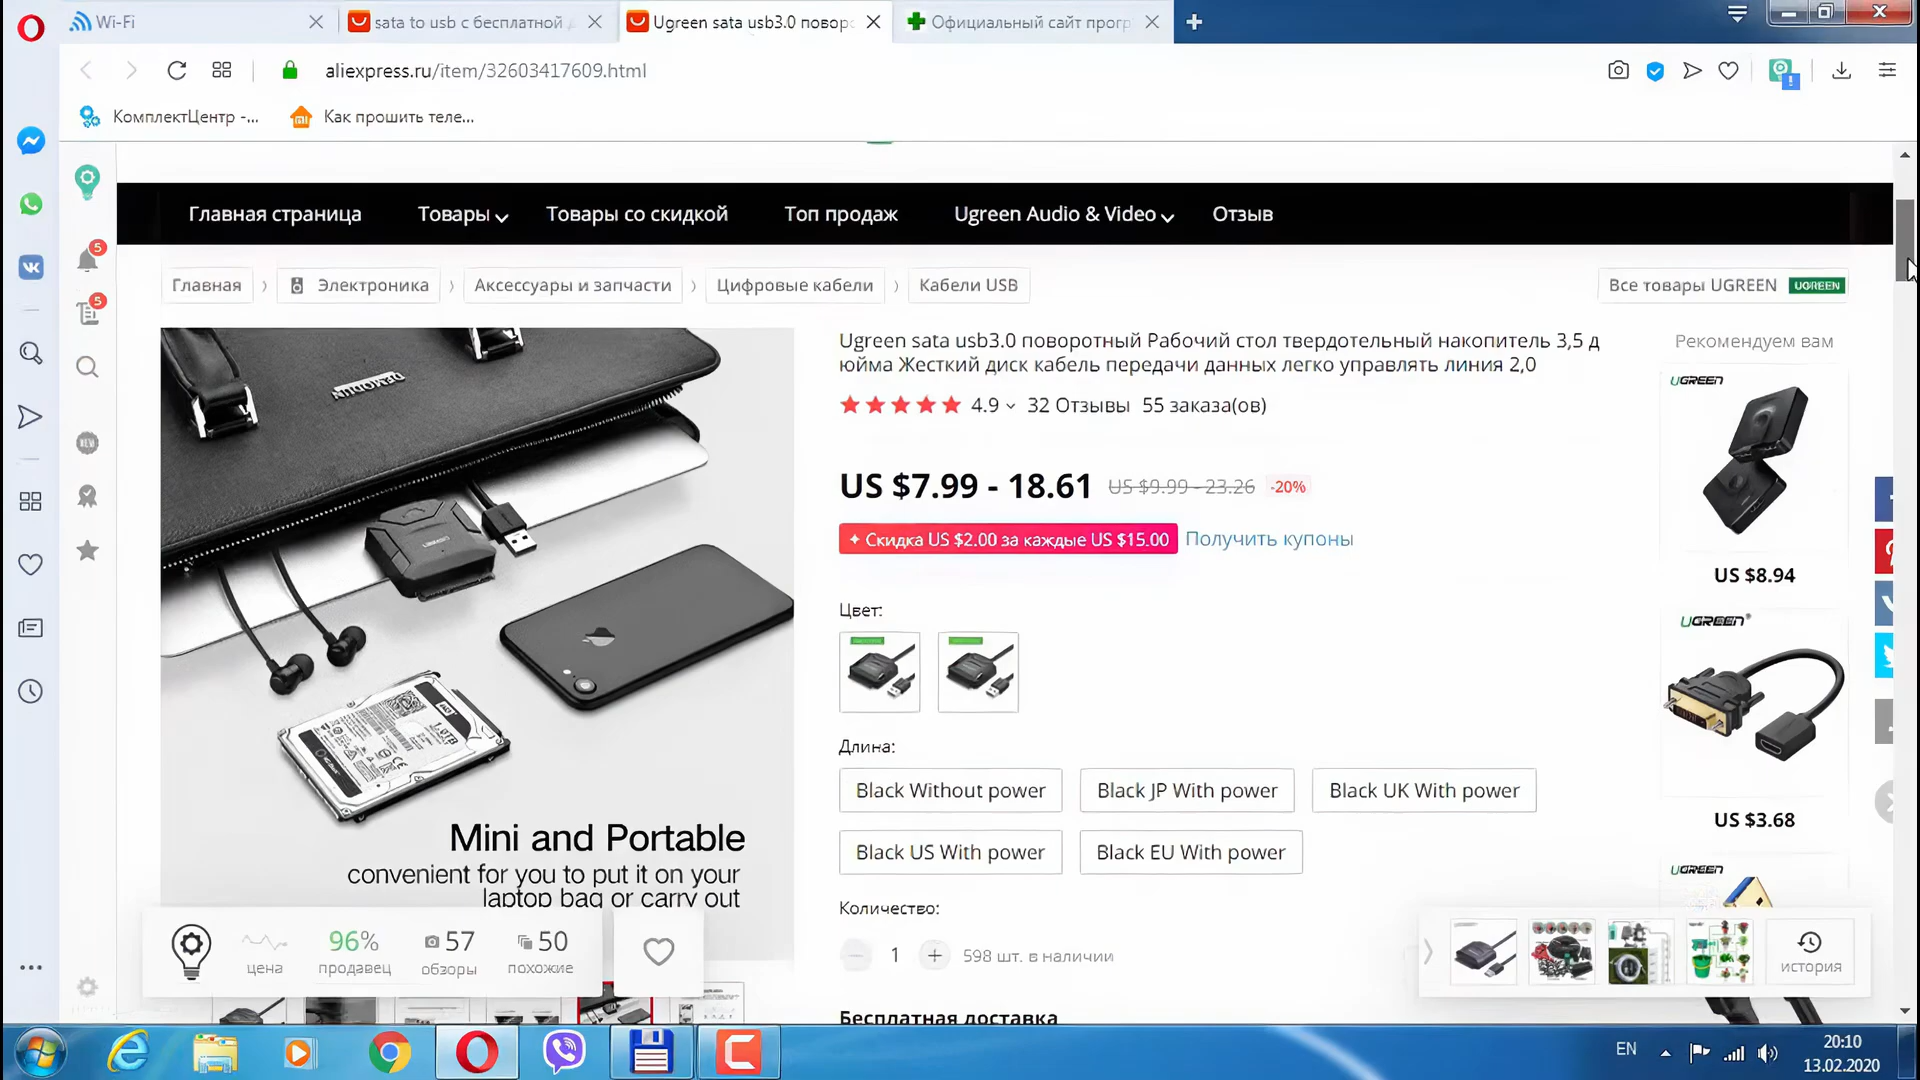 Wi-Fi
sata to usb с бесплатной д
Ugreen sata usb3.0 поворо
Официальный сайт прогр
aliexpress.ru/item/32603417609.html
КомплектЦентр -...
Как прошить теле...
5
5
NEW
Главная страница
Товары
Товары со скидкой
Топ продаж
Ugreen Audio & Video
Отзыв
Главная
Электроника
Аксессуары и запчасти
Цифровые кабели
Кабели USB
Все товары UGREEN
UGREEN
DEMODUN
Ugreen sata usb3.0 поворотный Рабочий стол твердотельный накопитель 3,5 д
юйма Жесткий диск кабель передачи данных легко управлять линия 2,0
4.9
32 Отзывы
55 заказа(ов)
US $7.99 - 18.61
US $9.99 - 23.26
-20%
Скидка US $2.00 за каждые US $15.00
Получить купоны
Цвет:
Длина:
Black Without power
Black JP With power
Black UK With power
Black US With power
Black EU With power
Количество:
1
598 шт. в наличии
Бесплатная доставка
Mini and Portable
convenient for you to put it on your
laptop bag or carry out
Рекомендуем вам
UGREEN
US $8.94
UGREEN
US $3.68
UGREEN
цена
96%
продавец
57
обзоры
50
похожие
история
EN
20:10
13.02.2020